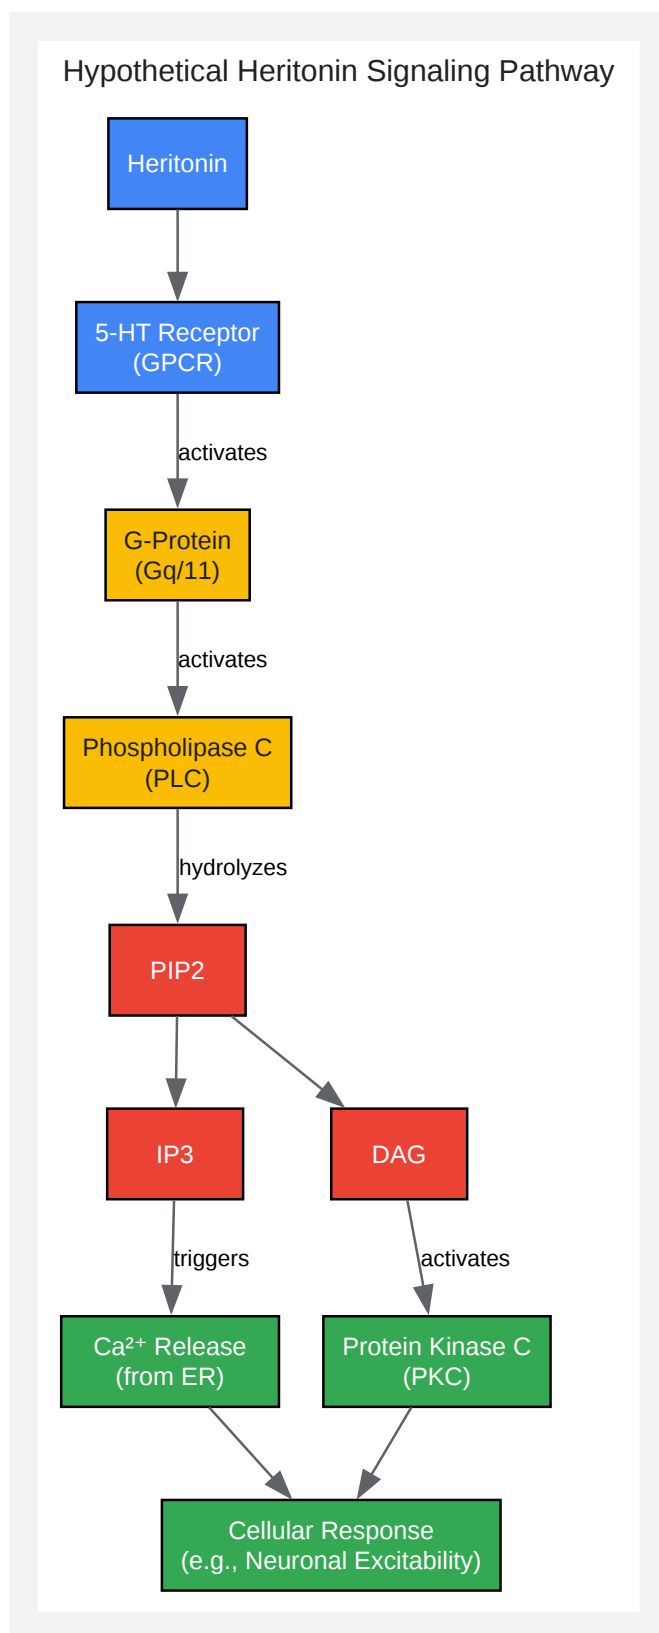 Hypothetical Heritonin Signaling Pathway
Heritonin
5-HT Receptor
(GPCR)
activates
G-Protein
(Gq/11)
activates
Phospholipase C
(PLC)
hydrolyzes
PIP2
IP3
DAG
triggers
activates
Ca²⁺ Release
(from ER)
Protein Kinase C
(PKC)
Cellular Response
(e.g., Neuronal Excitability)